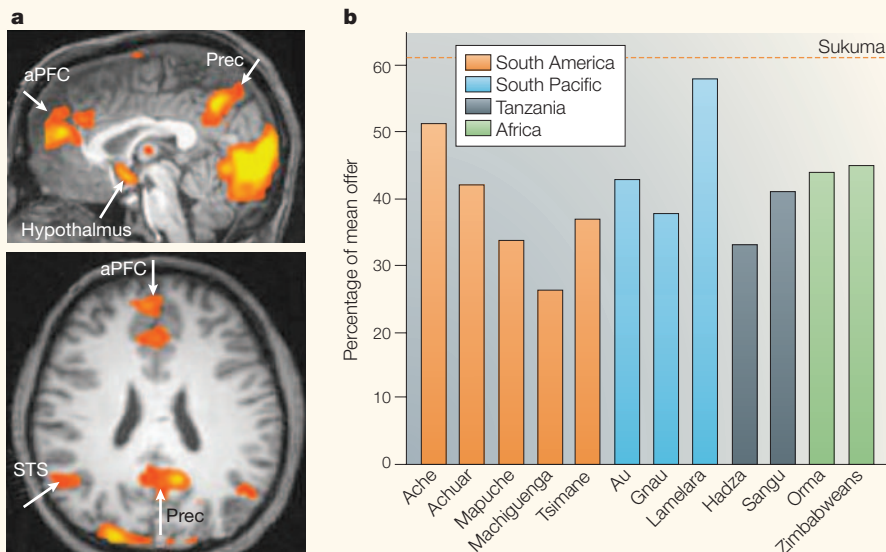 a
aPFC
Prec
Hypothalmus
aPFC
STS
Prec
b
Percentage of mean offer
60
50
40
30
20
10
0
Sukuma
South America
South Pacific
Tanzania
Africa
Ache
Achuar
Mapuche
Machiguenga
Tsimane
Au
Gnau
Lamelara
Hadza
Sangu
Orma
Zimbabweans